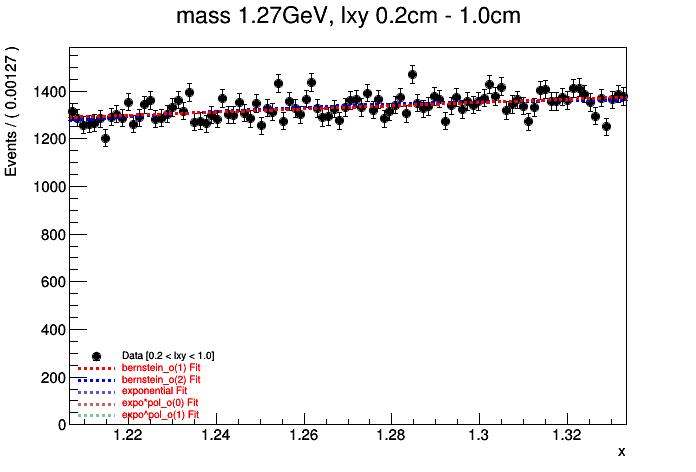 mass 1.27GeV, lxy 0.2cm - 1.0cm
Events / ( 0.00127 )
1400
1200
1000
800
600
400
200
0
Data [0.2 < lxy < 1.0]
bernstein_o(1) Fit
bernstein_o(2) Fit
exponential Fit
expo*pol_o(0) Fit
expo*pol_o(1) Fit
1.22 1.24 1.26 1.28 1.3 1.32
x